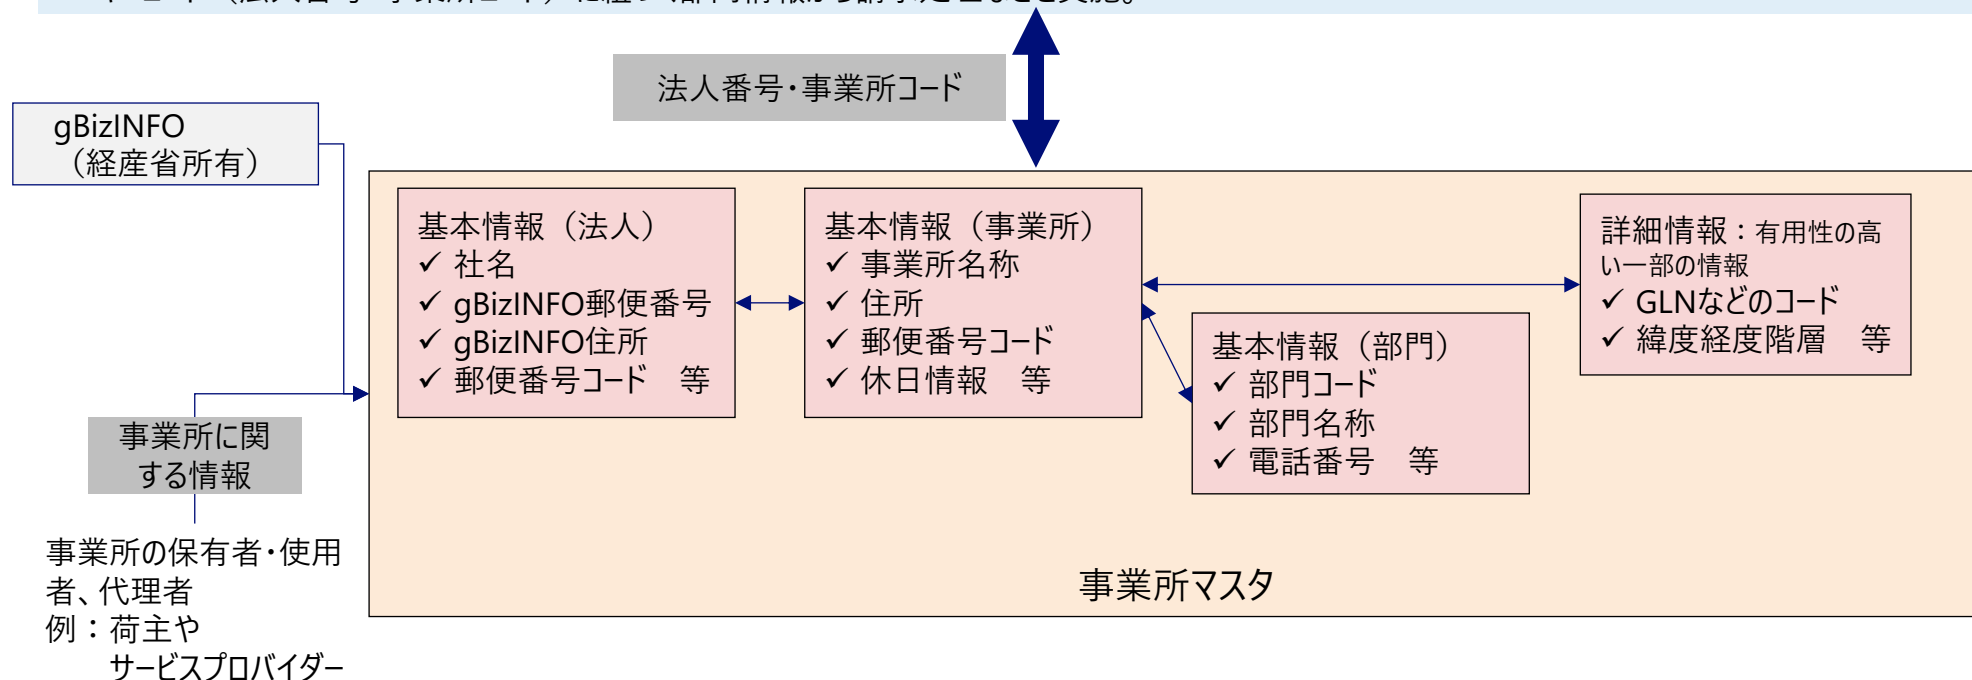 法人番号・事業所コード
gBizINFO
（経産省所有）
基本情報（法人）
✓ 社名
✓ gBizINFO郵便番号
✓ gBizINFO住所
✓ 郵便番号コード　等
基本情報（事業所）
✓ 事業所名称
✓ 住所
✓ 郵便番号コード
✓ 休日情報　等
詳細情報：有用性の高
い一部の情報
✓ GLNなどのコード
✓ 緯度経度階層　等
基本情報（部門）
✓ 部門コード
✓ 部門名称
✓ 電話番号　等
事業所に関
する情報
事業所の保有者・使用
者、代理者
例：荷主や
サービスプロバイダー
事業所マスタ